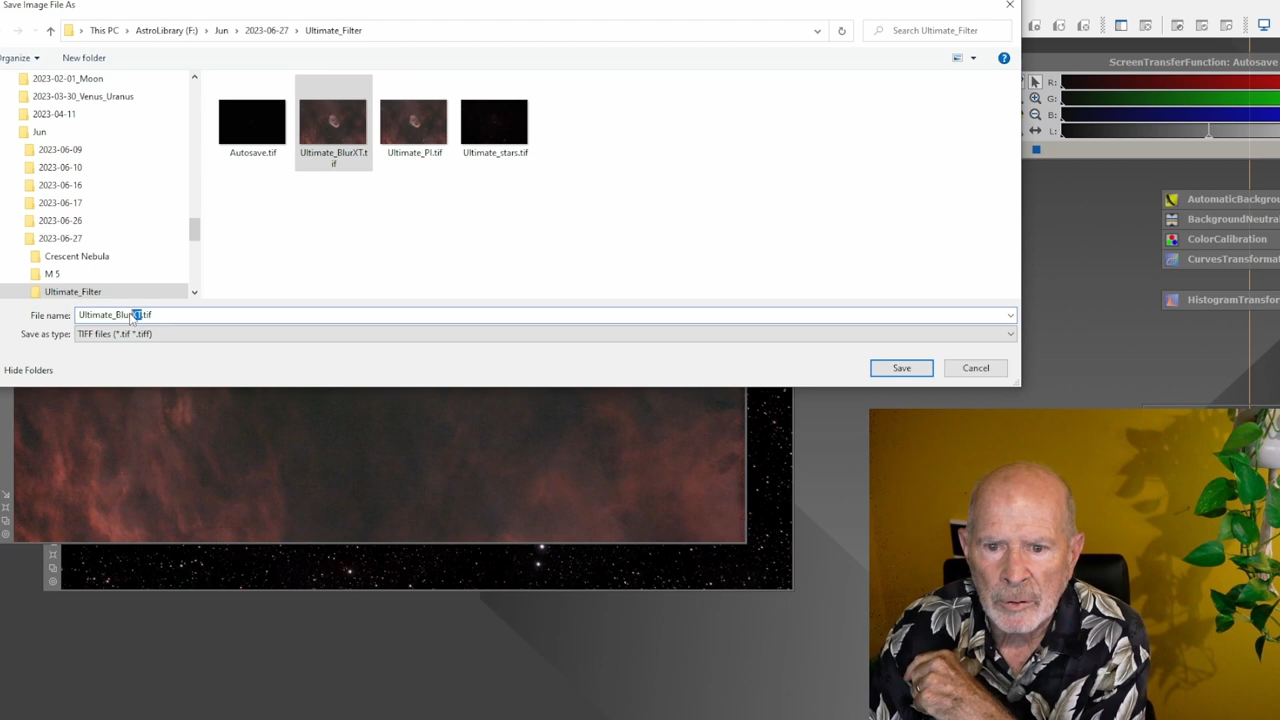 Save Image File As
This PC > AstroLibrary (F:) > Jun > 2023-06-27 > Ultimate_Filter
Search Ultimate_Filter
Organize
New folder
2023-02-01_Moon
2023-03-30_Venus_Uranus
2023-04-11
Jun
2023-06-09
2023-06-10
2023-06-16
2023-06-17
2023-06-26
2023-06-27
Crescent Nebula
M 5
Ultimate_Filter
Autosave.tif
Ultimate_BlurXT.t
if
Ultimate_PI.tif
Ultimate_stars.tif
File name:
Ultimate_BlurXT.tif
Save as type:
TIFF files (*.tif *.tiff)
Hide Folders
Save
Cancel
ScreenTransferFunction: Autosave
R:
G:
B:
L:
AutomaticBackgrou
BackgroundNeutra
ColorCalibration
CurvesTransformat
HistogramTransfor